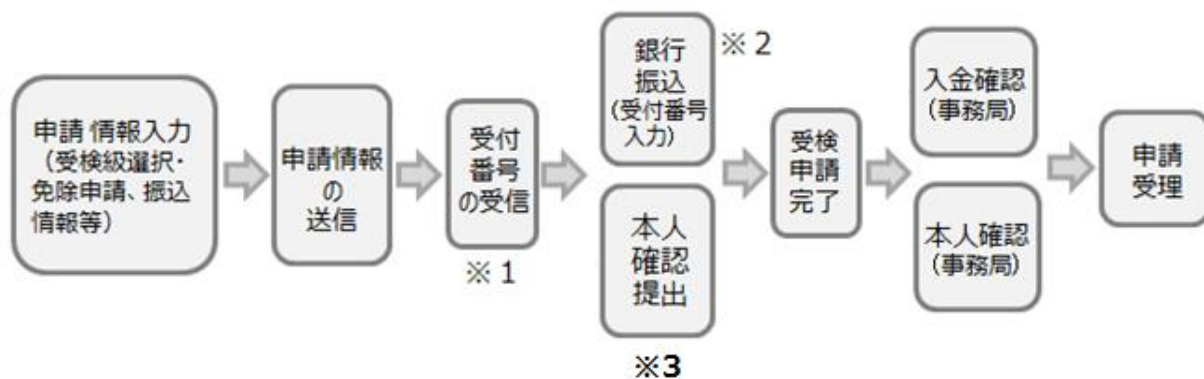 申請 情報入力
（受検級選択・
免除申請、振込
情報等）
申請情報
の
送信
受付
番号
の受信
※１
銀行
振込
（受付番号
入力）
※２
本人
確認
提出
※3
受検
申請
完了
入金確認
（事務局）
本人確認
（事務局）
申請
受理